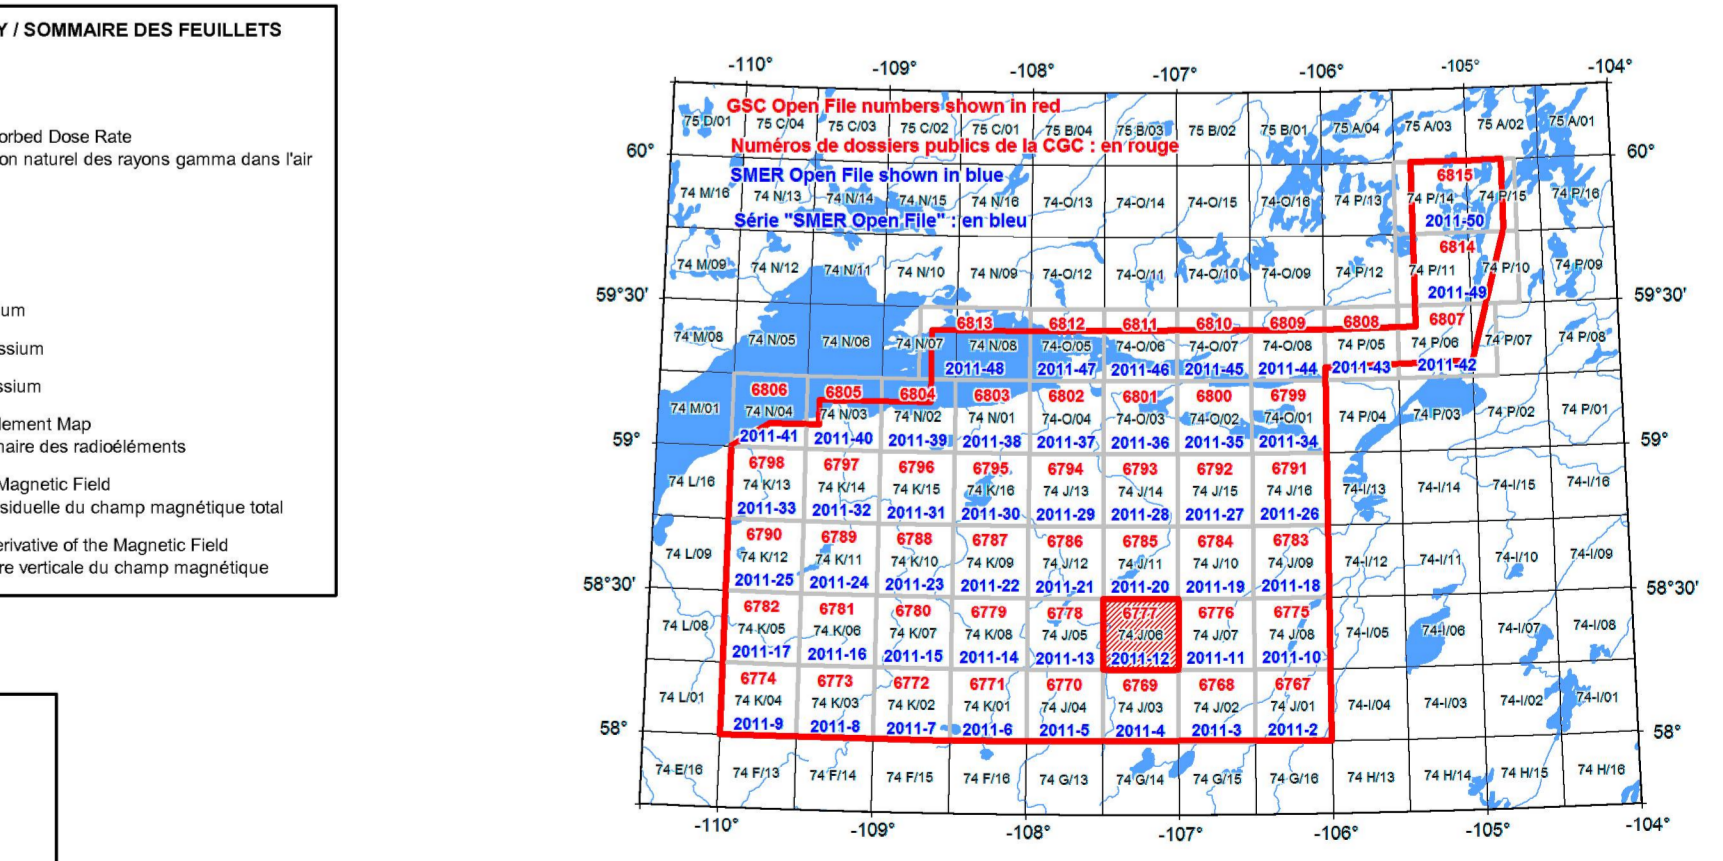 Y / SOMMAIRE DES FEUILLETS
orbed Dose Rate
on naturel des rayons gamma dans l'air
um
ssium
ssium
lement Map
naire des radioéléments
Magnetic Field
siduelle du champ magnétique total
erivative of the Magnetic Field
re verticale du champ magnétique
-110° -109° -108° -107° -106° -105° -104°
GSC Open File numbers shown in red
75 D/01 75 C/04 75 C/03 75 C/02 75 C/01 75 B/04 75 B/03 75 B/02 75 B/01 75 A/04 75 A/03 75 A/02 75 A/01
Numéros de dossiers publics de la CGC : en rouge
60° 60°
SMER Open File shown in blue
6815
74 M/16 74 N/13 74 N/14 74 N/15 74 N/16 74-O/13 74-O/14 74-O/15 74-O/16 74 P/13 74 P/14 74 P/15 74 P/16
Série "SMER Open File" : en bleu
2011-50
6814
74 M/09 74 N/12 74 N/11 74 N/10 74 N/09 74-O/12 74-O/11 74-O/10 74-O/09 74 P/12 74 P/11 74 P/10 74 P/09
2011-49
59°30' 59°30'
6813 6812 6811 6810 6809 6808 6807
74 M/08 74 N/05 74 N/06 74 N/07 74 N/08 74-O/05 74-O/06 74-O/07 74-O/08 74 P/05 74 P/06 74 P/07 74 P/08
2011-48 2011-47 2011-46 2011-45 2011-44 2011-43 2011-42
6806 6805 6804 6803 6802 6801 6800 6799
74 M/01 74 N/04 74 N/03 74 N/02 74 N/01 74-O/04 74-O/03 74-O/02 74-O/01 74 P/04 74 P/03 74 P/02 74 P/01
59° 2011-41 2011-40 2011-39 2011-38 2011-37 2011-36 2011-35 2011-34 59°
6798 6797 6796 6795 6794 6793 6792 6791
74 L/16 74 K/13 74 K/14 74 K/15 74 K/16 74 J/13 74 J/14 74 J/15 74 J/16 74-I/13 74-I/14 74-I/15 74-I/16
2011-33 2011-32 2011-31 2011-30 2011-29 2011-28 2011-27 2011-26
6790 6789 6788 6787 6786 6785 6784 6783
74 L/09 74 K/12 74 K/11 74 K/10 74 K/09 74 J/12 74 J/11 74 J/10 74 J/09 74-I/12 74-I/11 74-I/10 74-I/09
58°30' 2011-25 2011-24 2011-23 2011-22 2011-21 2011-20 2011-19 2011-18 58°30'
6782 6781 6780 6779 6778 6777 6776 6775
74 L/08 74 K/05 74 K/06 74 K/07 74 K/08 74 J/05 74 J/06 74 J/07 74 J/08 74-I/05 74-I/06 74-I/07 74-I/08
2011-17 2011-16 2011-15 2011-14 2011-13 2011-12 2011-11 2011-10
6774 6773 6772 6771 6770 6769 6768 6767
74 L/01 74 K/04 74 K/03 74 K/02 74 K/01 74 J/04 74 J/03 74 J/02 74 J/01 74-I/04 74-I/03 74-I/02 74-I/01
58° 2011-9 2011-8 2011-7 2011-6 2011-5 2011-4 2011-3 2011-2 58°
74 E/16 74 F/13 74 F/14 74 F/15 74 F/16 74 G/13 74 G/14 74 G/15 74 G/16 74 H/13 74 H/14 74 H/15 74 H/16
-110° -109° -108° -107° -106° -105° -104°